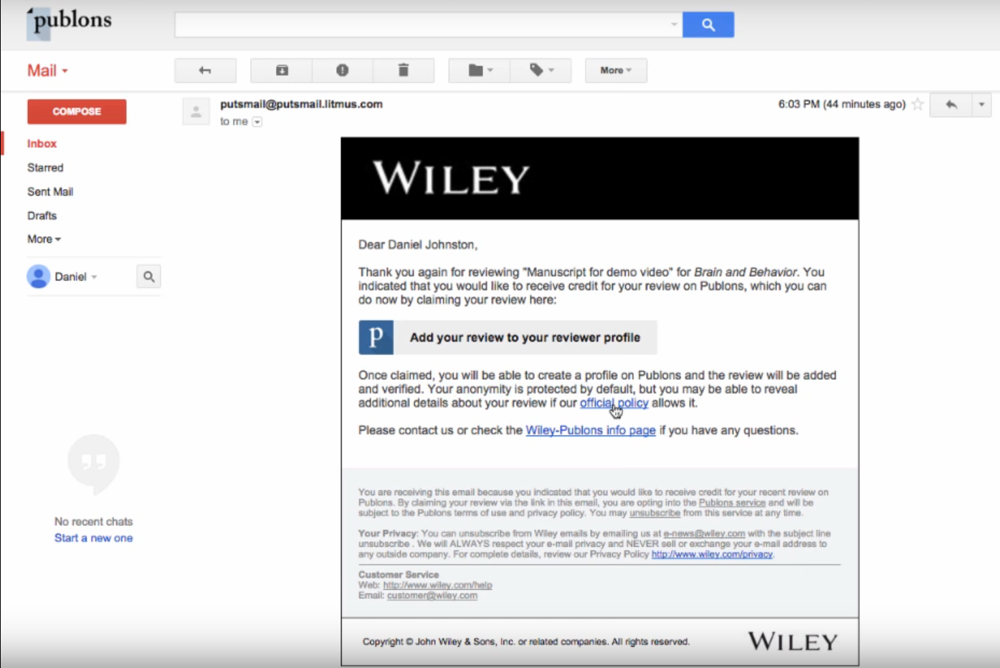 publons
Mail
More
COMPOSE
putsmail@putsmail.litmus.com
6:03 PM (44 minutes ago)
to me
Inbox
Starred
Sent Mail
Drafts
More
Daniel
No recent chats
Start a new one
WILEY
Dear Daniel Johnston,
Thank you again for reviewing "Manuscript for demo video" for Brain and Behavior. You
indicated that you would like to receive credit for your review on Publons, which you can
do now by claiming your review here:
p
Add your review to your reviewer profile
Once claimed, you will be able to create a profile on Publons and the review will be added
and verified. Your anonymity is protected by default, but you may be able to reveal
additional details about your review if our official policy allows it.
Please contact us or check the Wiley-Publons info page if you have any questions.
You are receiving this email because you indicated that you would like to receive credit for your recent review on
Publons. By claiming your review via the link in this email, you are opting into the Publons service and will be
subject to the Publons terms of use and privacy policy. You may unsubscribe from this service at any time.
Your Privacy: You can unsubscribe from Wiley emails by emailing us at e-news@wiley.com with the subject line
unsubscribe . We will ALWAYS respect your e-mail privacy and NEVER sell or exchange your e-mail address to
any outside company. For complete details, review our Privacy Policy http://www.wiley.com/privacy.
Customer Service
Web: http://www.wiley.com/help
Email: customer@wiley.com
Copyright © John Wiley & Sons, Inc. or related companies. All rights reserved.
WILEY